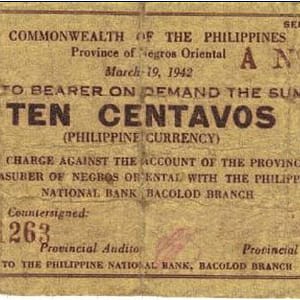 SE
COMMONWEALTH OF THE PHILIPPINES
Province of Negros Oriental
A N
March 19, 1942
TO BEARER ON DEMAND THE SUM
TEN CENTAVOS
(PHILIPPINE CURRENCY)
CHARGE AGAINST THE ACCOUNT OF THE PROVINC
ASURER OF NEGROS ORIENTAL WITH THE PHILIPP
NATIONAL BANK, BACOLOD BRANCH
Countersigned:
1263
Provincial Audito
Provincial
TO THE PHILIPPINE NATIONAL BANK, BACOLOD BRANCH